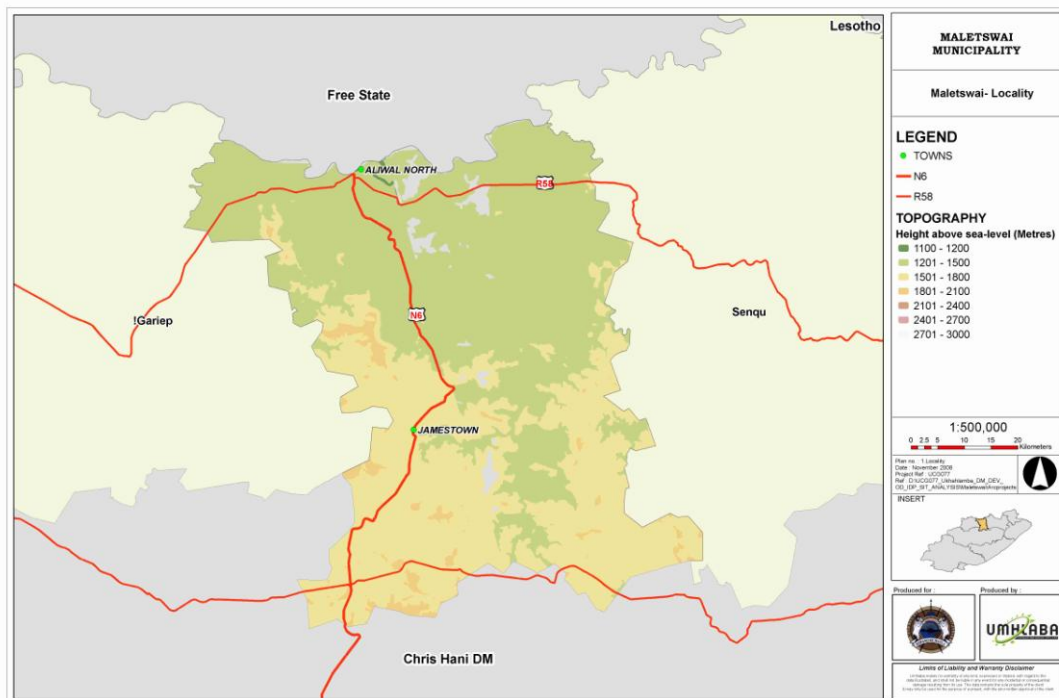 Lesotho
Free State
ALIWAL NORTH
R58
N6
!Gariep
Senqu
JAMESTOWN
Chris Hani DM
MALETSWAI
MUNICIPALITY
Maletswai- Locality
LEGEND
TOWNS
N6
R58
TOPOGRAPHY
Height above sea-level (Metres)
1100 - 1200
1201 - 1500
1501 - 1800
1801 - 2100
2101 - 2400
2401 - 2700
2701 - 3000
1:500,000
0 2.5 5 10 15 20
Kilometers
Plan no. : 1 Locality
Date : November 2008
Project Ref : UCG077
INSERT
Produced for :
Produced by :
UMHLABA
Limits of Liability and Warranty Disclaimer